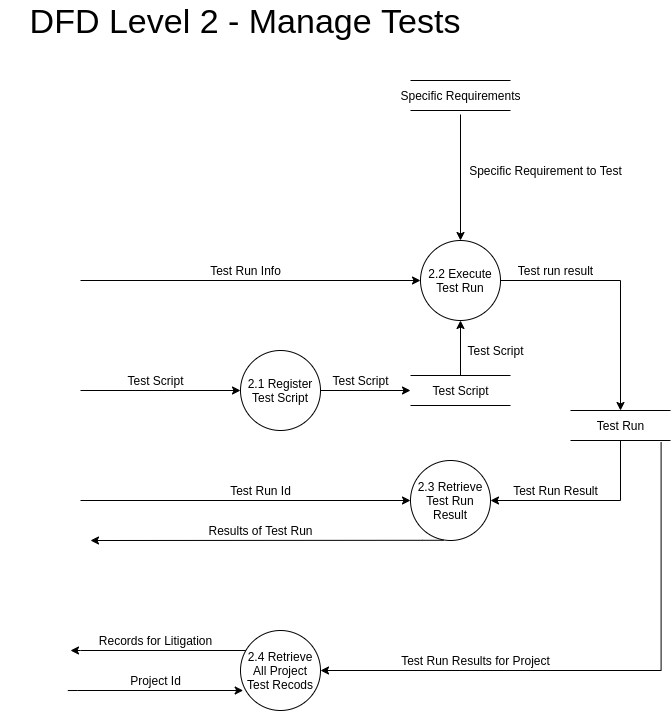 DFD Level 2 - Manage Tests
Specific Requirements
Specific Requirement to Test
Test Run Info
2.2 Execute
Test Run
Test run result
Test Script
Test Script
2.1 Register
Test Script
Test Script
Test Script
Test Run
Test Run Id
2.3 Retrieve
Test Run
Result
Test Run Result
Results of Test Run
Records for Litigation
2.4 Retrieve
All Project
Test Recods
Test Run Results for Project
Project Id